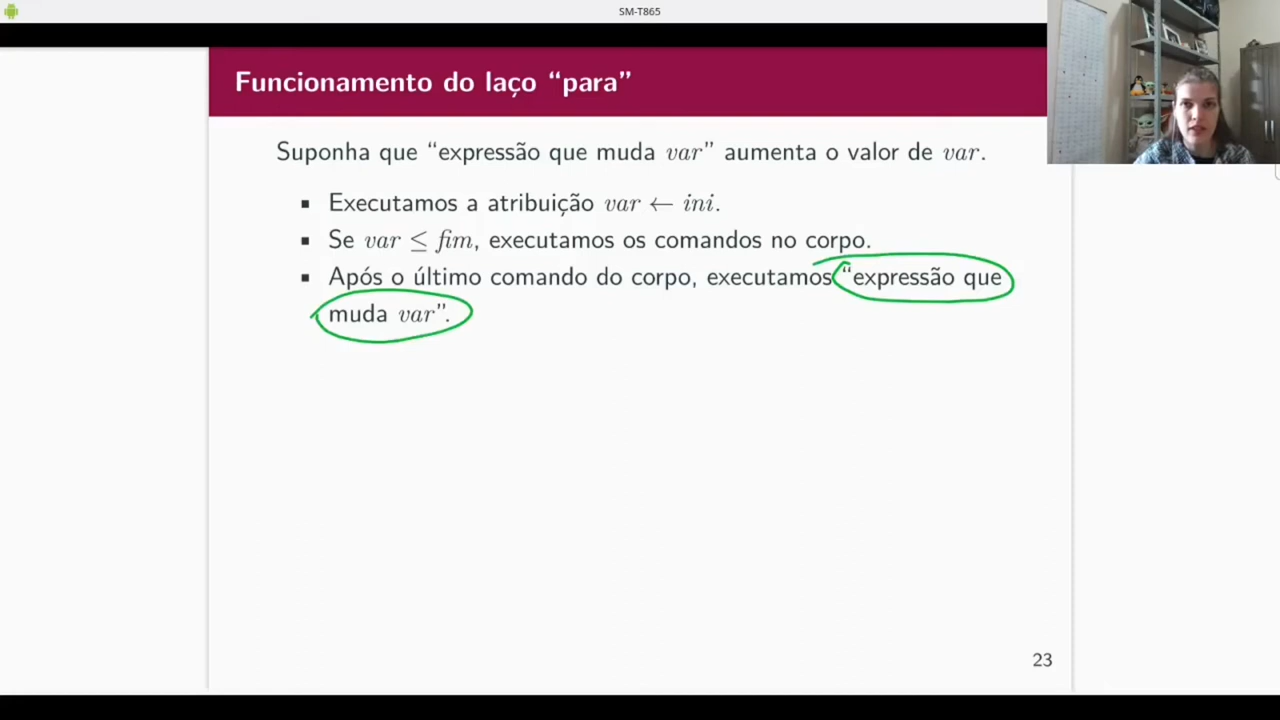 SM-T865
Funcionamento do laço “para”
Suponha que “expressão que muda var” aumenta o valor de var.
▪ Executamos a atribuição var ← ini.
▪ Se var ≤ fim, executamos os comandos no corpo.
▪ Após o último comando do corpo, executamos “expressão que
muda var”.
23